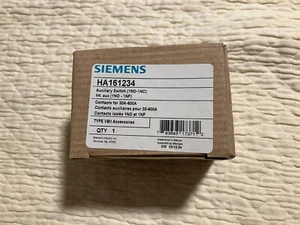 SIEMENS
HA161234
Auxiliary Switch (1NO-1NC)
Int. aux (1NO - 1NF)
Contacts for 30A-600A
Contacts auxiliaires pour 30-600A
Contacts isolés 1NO et 1NF
TYPE VBII Accessories
QTY 1